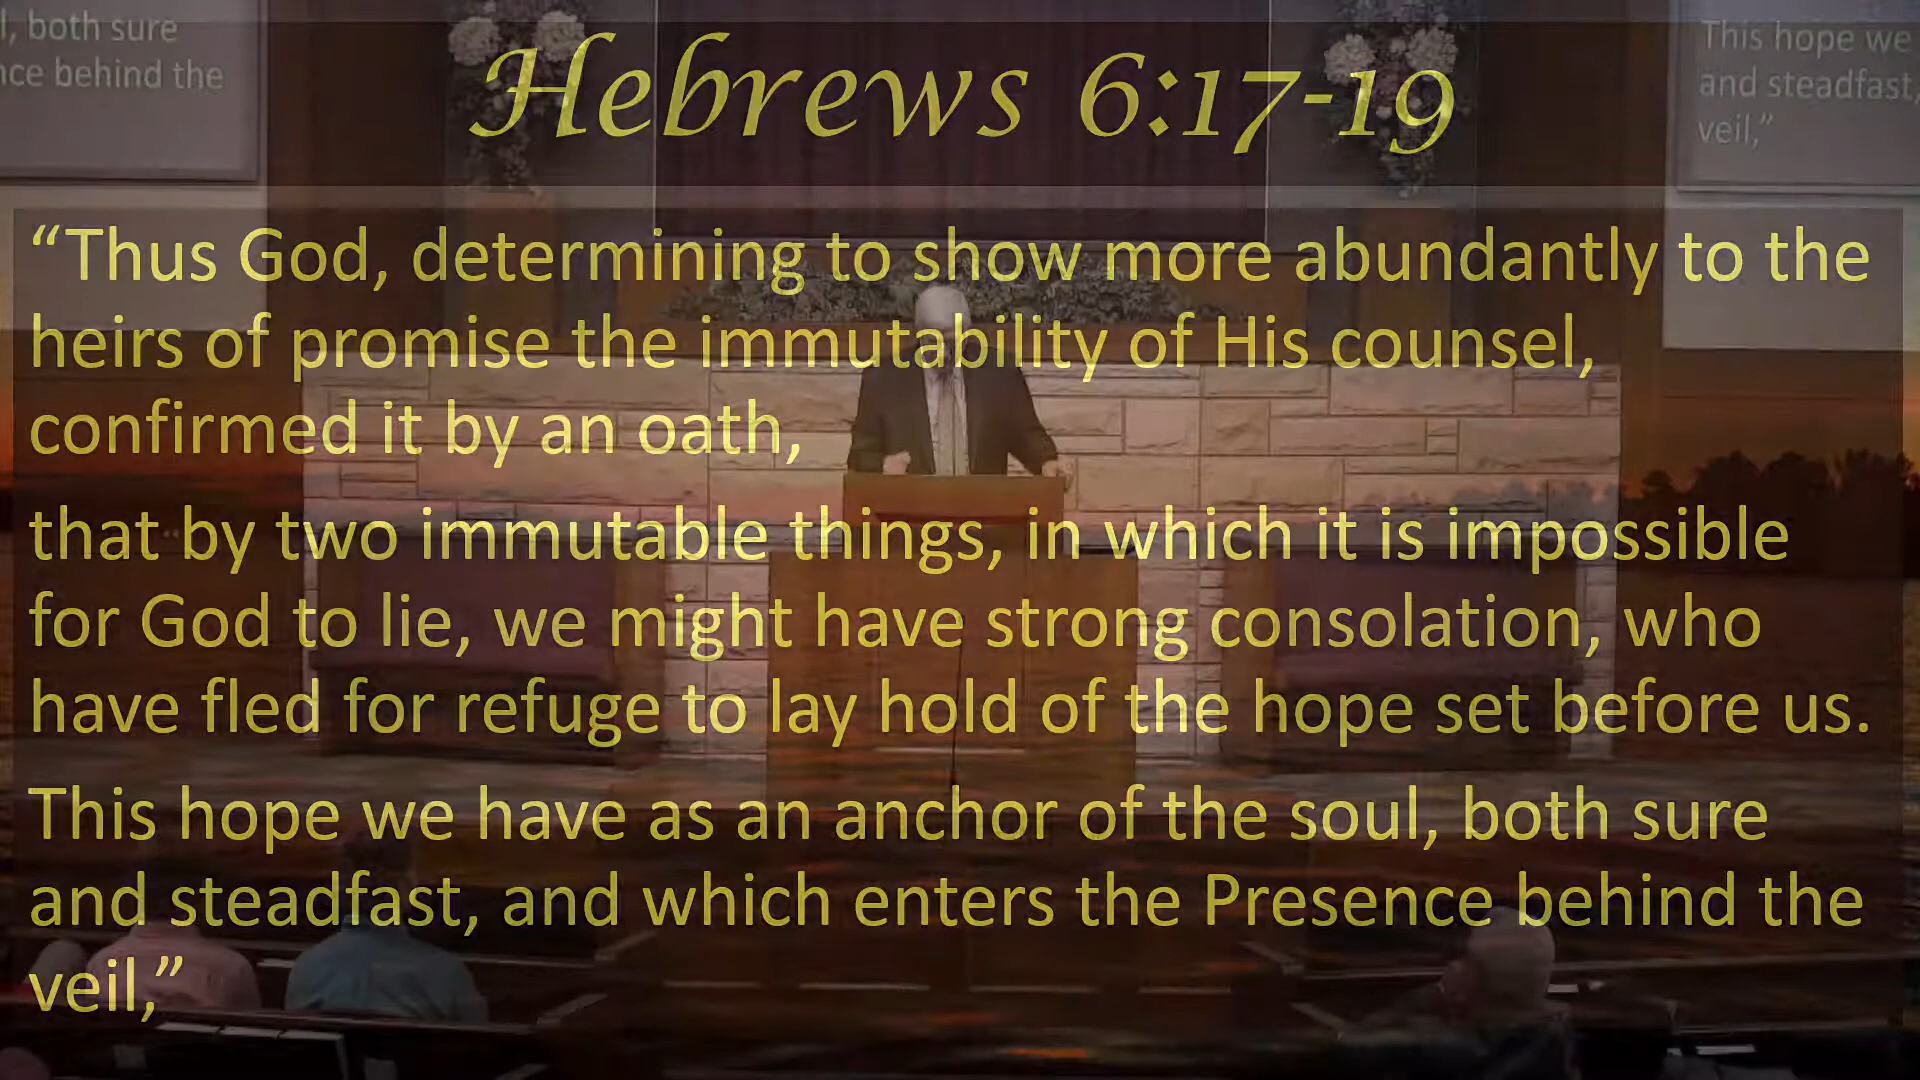 l, both sure
nce behind the
This hope we
and steadfast,
veil,”
Hebrews 6:17-19
“Thus God, determining to show more abundantly to the
heirs of promise the immutability of His counsel,
confirmed it by an oath,
that by two immutable things, in which it is impossible
for God to lie, we might have strong consolation, who
have fled for refuge to lay hold of the hope set before us.
This hope we have as an anchor of the soul, both sure
and steadfast, and which enters the Presence behind the
veil,”